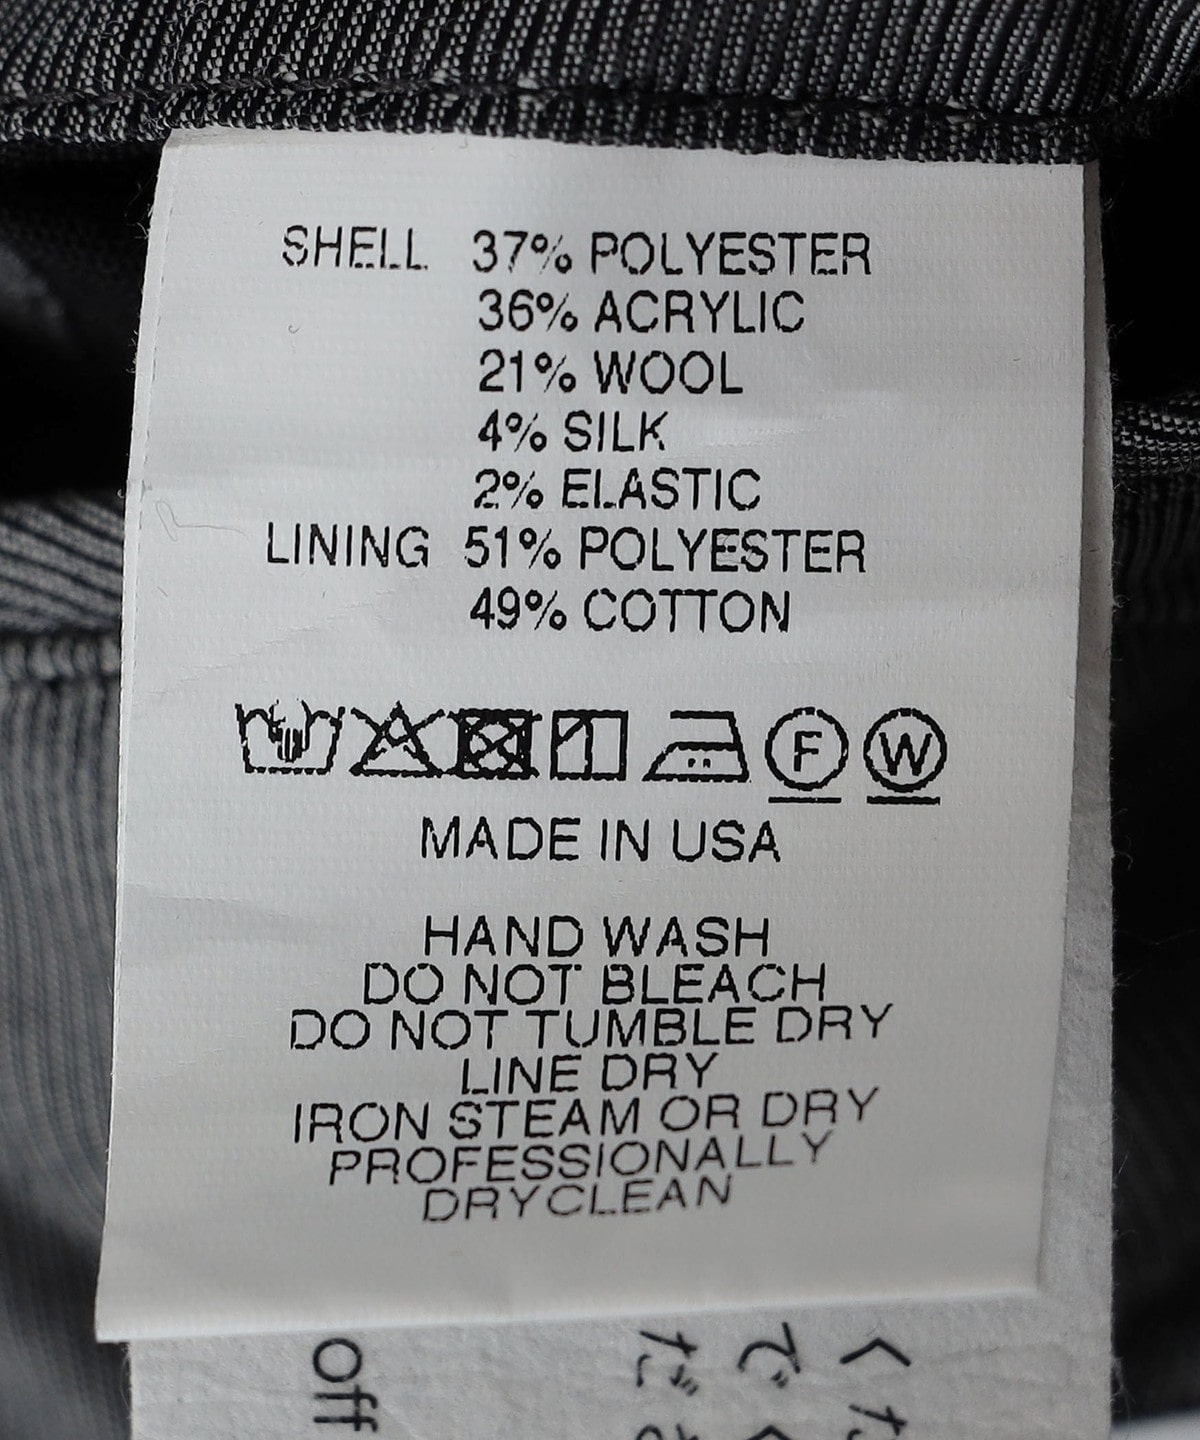 SHELL 37% POLYESTER
36% ACRYLIC
21% WOOL
4% SILK
2% ELASTIC
LINING 51% POLYESTER
49% COTTON
F W
MADE IN USA
HAND WASH
DO NOT BLEACH
DO NOT TUMBLE DRY
LINE DRY
IRON STEAM OR DRY
PROFESSIONALLY
DRYCLEAN
off